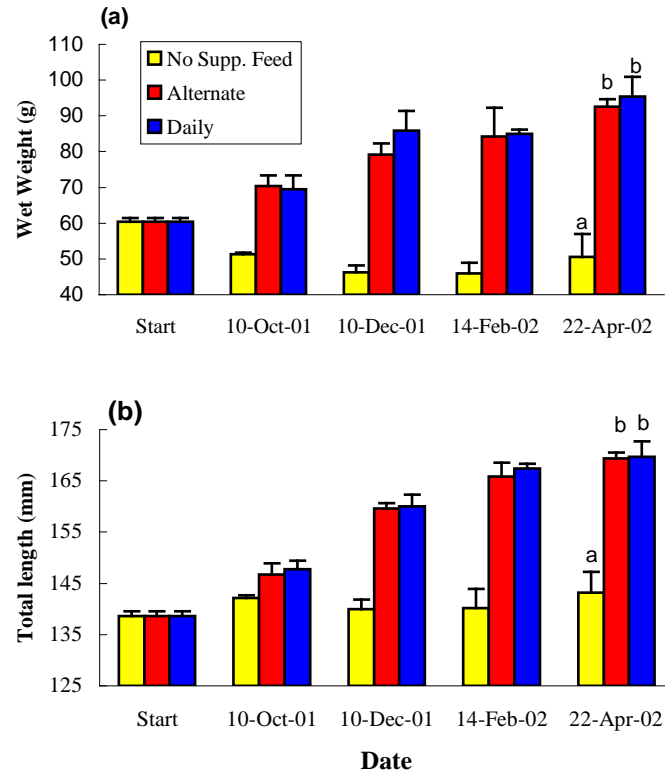 (a)
Wet Weight (g)
110
100
90
80
70
60
50
40
No Supp. Feed
Alternate
Daily
a
b
b
Start
10-Oct-01
10-Dec-01
14-Feb-02
22-Apr-02
(b)
Total length (mm)
175
165
155
145
135
125
a
b
b
Start
10-Oct-01
10-Dec-01
14-Feb-02
22-Apr-02
Date